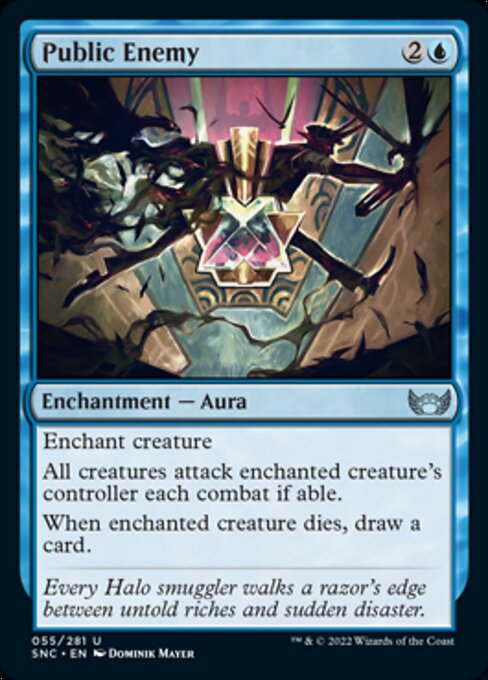 Public Enemy 2
Enchantment — Aura
Enchant creature
All creatures attack enchanted creature's
controller each combat if able.
When enchanted creature dies, draw a
card.
Every Halo smuggler walks a razor's edge
between untold riches and sudden disaster.
055/281 U
SNC • EN DOMINIK MAYER
™ & © 2022 Wizards of the Coast